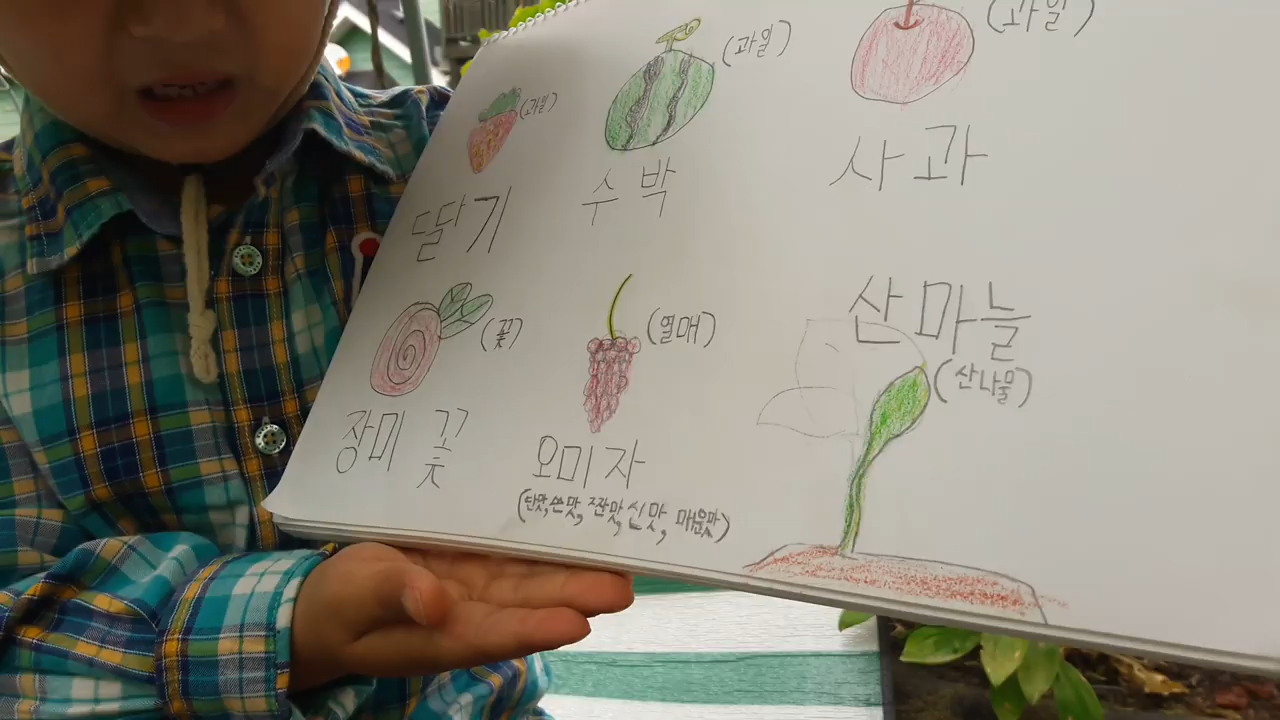 (과일)
딸기
(과일)
수박
(과일)
사과
(꽃)
장미 꽃
(열매)
오미자
(단맛, 쓴맛, 짠맛, 신맛, 매운맛)
산마늘
(산나물)